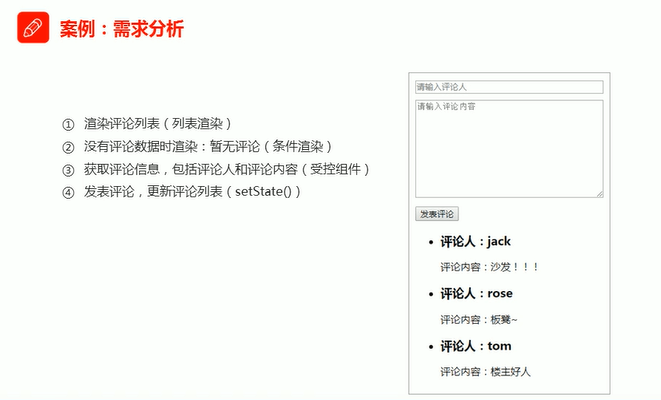 案例：需求分析
① 渲染评论列表（列表渲染）
② 没有评论数据时渲染：暂无评论（条件渲染）
③ 获取评论信息，包括评论人和评论内容（受控组件）
④ 发表评论，更新评论列表（setState()）
请输入评论人
请输入评论内容
发表评论
• 评论人：jack
评论内容：沙发！！！
• 评论人：rose
评论内容：板凳~
• 评论人：tom
评论内容：楼主好人